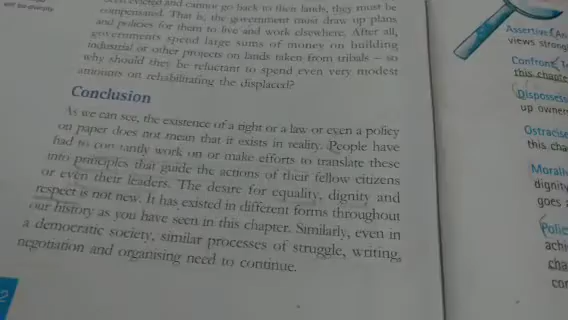 evicted and cannot go back to their lands, they must be
compensated. That is, the government must draw up plans
and policies for them to live and work elsewhere. After all,
governments spend large sums of money on building
industrial or other projects on lands taken from tribals – so
why should they be reluctant to spend even very modest
amounts on rehabilitating the displaced?
Conclusion
As we can see, the existence of a right or a law or even a policy
on paper does not mean that it exists in reality. People have
had to constantly work on or make efforts to translate these
into principles that guide the actions of their fellow citizens
or even their leaders. The desire for equality, dignity and
respect is not new. It has existed in different forms throughout
our history as you have seen in this chapter. Similarly, even in
a democratic society, similar processes of struggle, writing,
negotiation and organising need to continue.
2
Assertive
views strong
Confront
this chapte
Dispossess
up owner
Ostracise
this cha
Morall
dignity
goes
Polic
achi
cha
con